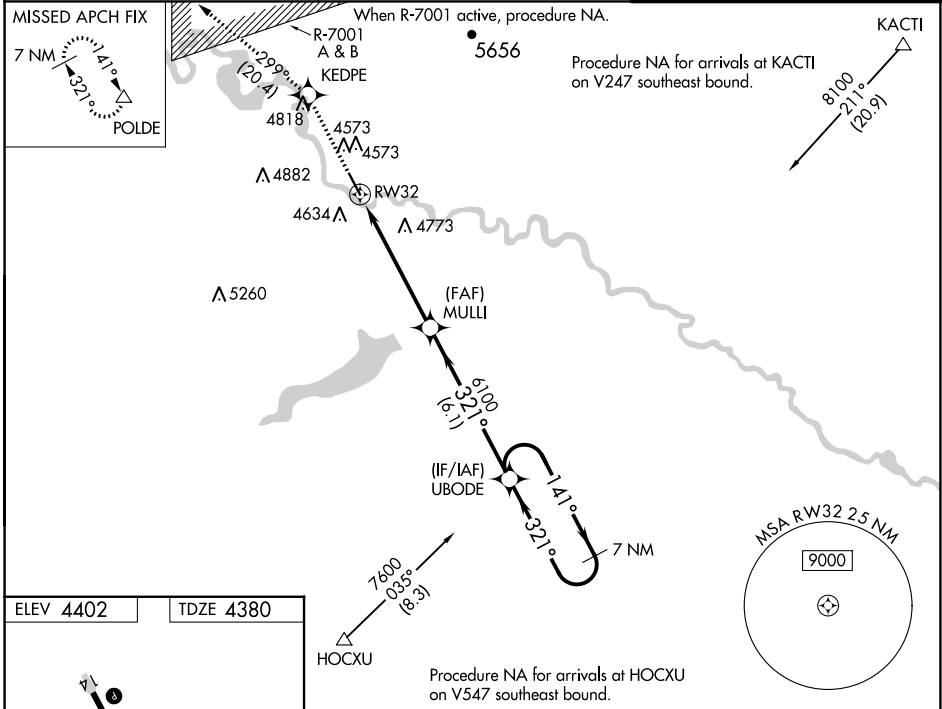 MISSED APCH FIX
7 NM
141°
321°
POLDE
When R-7001 active, procedure NA.
R-7001
A & B
299°
(20.4)
KEDPE
5656
KACTI
Procedure NA for arrivals at KACTI
on V247 southeast bound.
8100
211°
(20.9)
4818
4573
4573
4882
RW32
4634
4773
5260
(FAF)
MULLI
6100
321°
(6.1)
(IF/IAF)
UBODE
141°
321°
7 NM
MSA RW32 25 NM
9000
7600
035°
(8.3)
HOCXU
ELEV 4402
TDZE 4380
Procedure NA for arrivals at HOCXU
on V547 southeast bound.
14
P